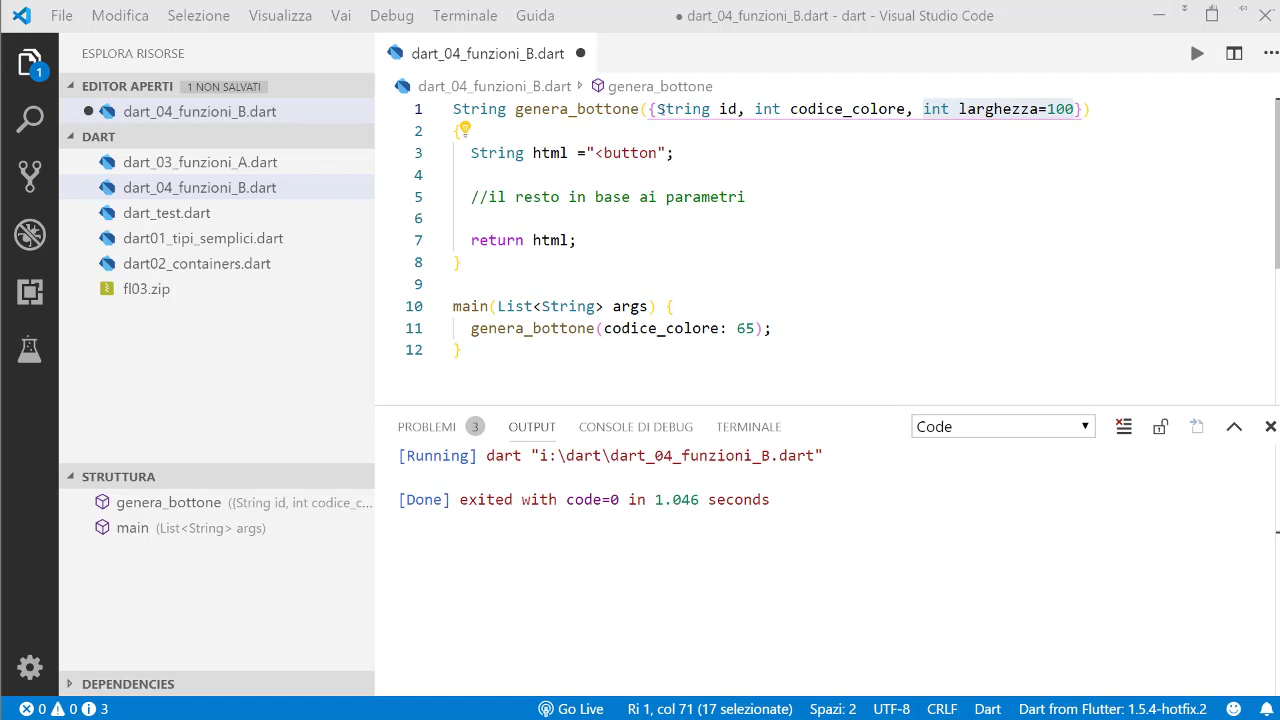 File Modifica Selezione Visualizza Vai Debug Terminale Guida ● dart_04_funzioni_B.dart - dart - Visual Studio Code
ESPLORA RISORSE
EDITOR APERTI 1 NON SALVATI
dart_04_funzioni_B.dart
DART
dart_03_funzioni_A.dart
dart_04_funzioni_B.dart
dart_test.dart
dart01_tipi_semplici.dart
dart02_containers.dart
fl03.zip
STRUTTURA
genera_bottone ({String id, int codice_c...
main (List<String> args)
DEPENDENCIES
1
dart_04_funzioni_B.dart ●
dart_04_funzioni_B.dart > genera_bottone
1 String genera_bottone({String id, int codice_colore, int larghezza=100})
2 {
3 String html ="<button";
4
5 //il resto in base ai parametri
6
7 return html;
8 }
9
10 main(List<String> args) {
11 genera_bottone(codice_colore: 65);
12 }
PROBLEMI 3 OUTPUT CONSOLE DI DEBUG TERMINALE Code
[Running] dart "i:\dart\dart_04_funzioni_B.dart"
[Done] exited with code=0 in 1.046 seconds
0 0 3 Go Live Ri 1, col 71 (17 selezionate) Spazi: 2 UTF-8 CRLF Dart Dart from Flutter: 1.5.4-hotfix.2